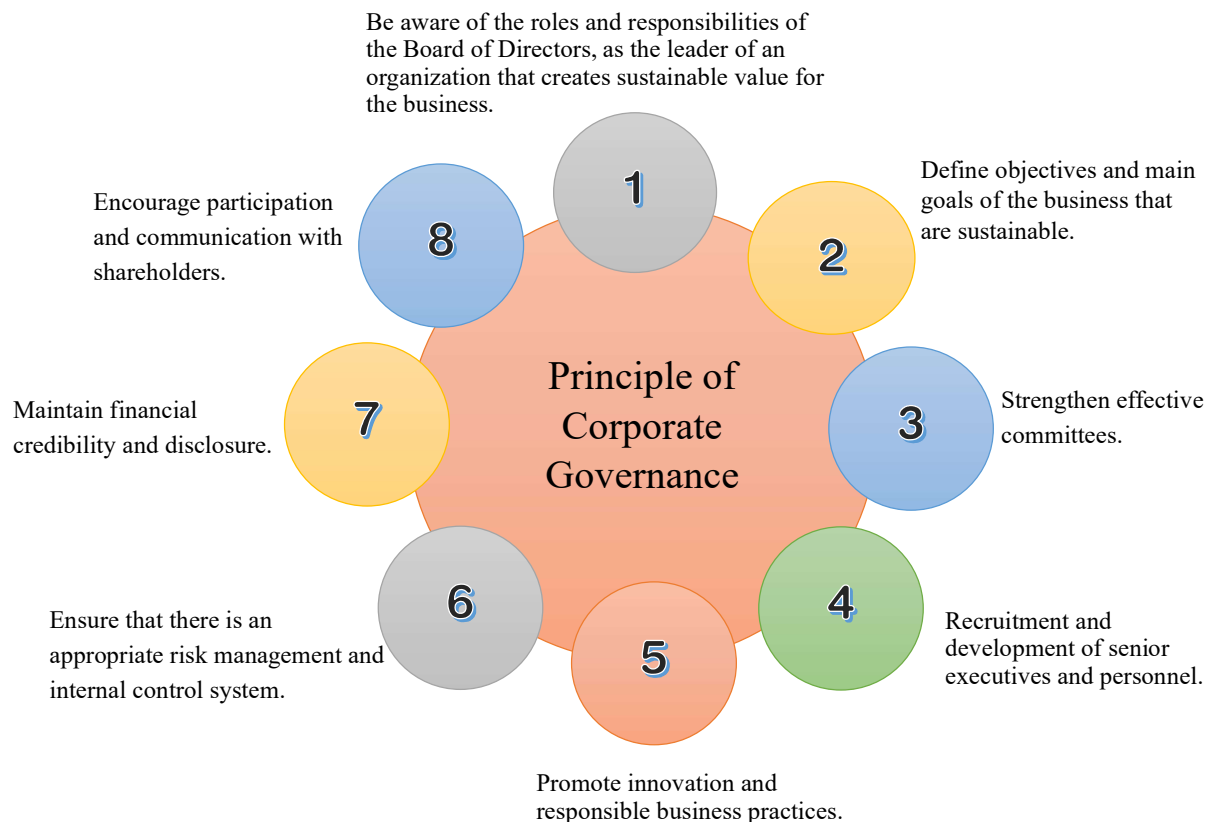 Be aware of the roles and responsibilities of
the Board of Directors, as the leader of an
organization that creates sustainable value for
the business.
1
Define objectives and main
goals of the business that
are sustainable.
2
Strengthen effective
committees.
3
Recruitment and
development of senior
executives and personnel.
4
Promote innovation and
responsible business practices.
5
Ensure that there is an
appropriate risk management and
internal control system.
6
Maintain financial
credibility and disclosure.
7
Encourage participation
and communication with
shareholders.
8
Principle of
Corporate
Governance